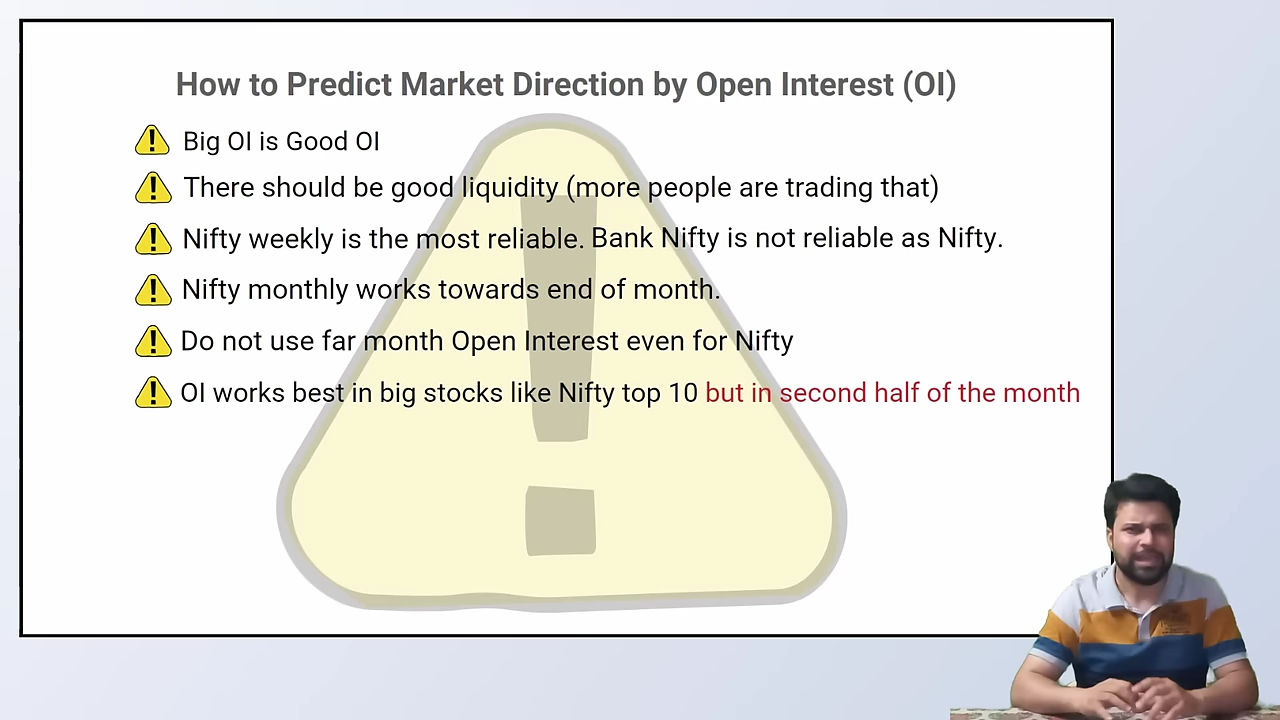 How to Predict Market Direction by Open Interest (OI)
Big OI is Good OI
There should be good liquidity (more people are trading that)
Nifty weekly is the most reliable. Bank Nifty is not reliable as Nifty.
Nifty monthly works towards end of month.
Do not use far month Open Interest even for Nifty
OI works best in big stocks like Nifty top 10 but in second half of the month